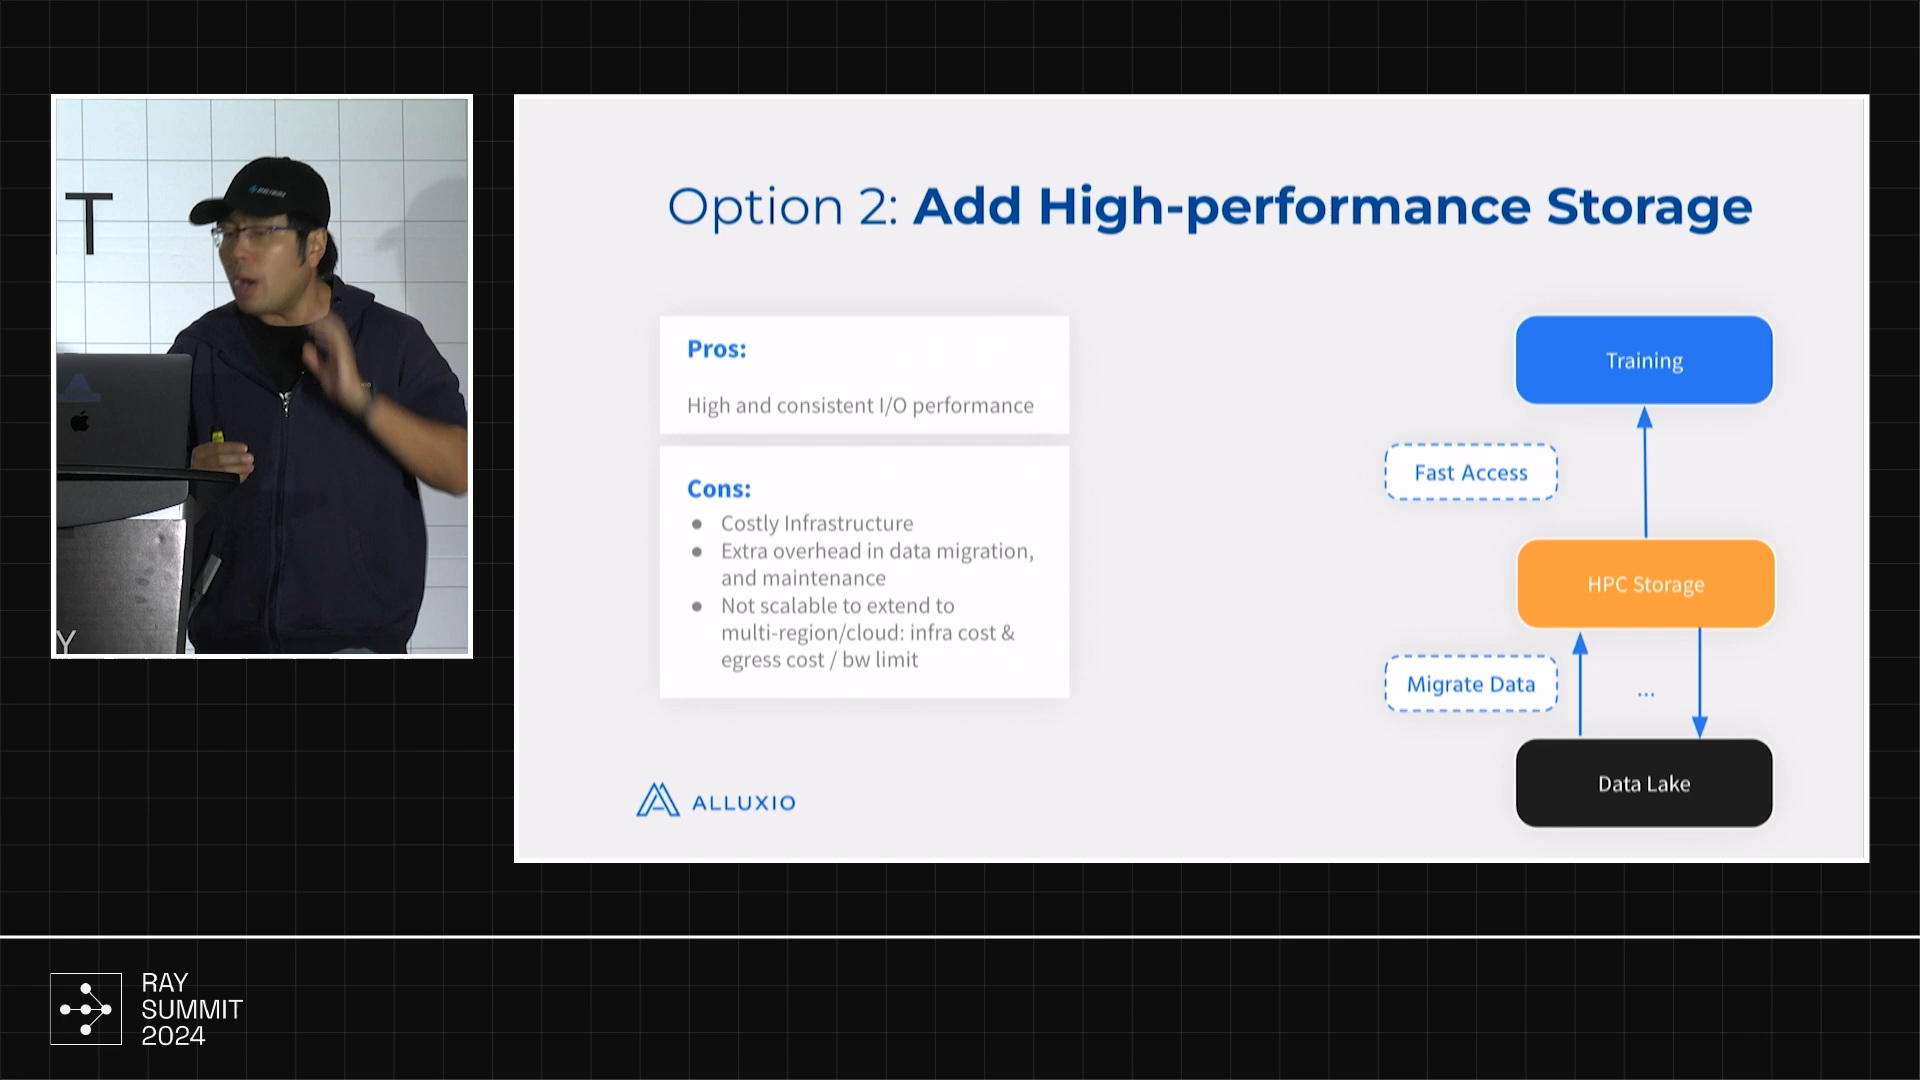 T
Y
Option 2: Add High-performance Storage
Pros:
High and consistent I/O performance
Cons:
● Costly Infrastructure
● Extra overhead in data migration,
and maintenance
● Not scalable to extend to
multi-region/cloud: infra cost &
egress cost / bw limit
Training
Fast Access
HPC Storage
Migrate Data
...
Data Lake
ALLUXIO
RAY
SUMMIT
2024